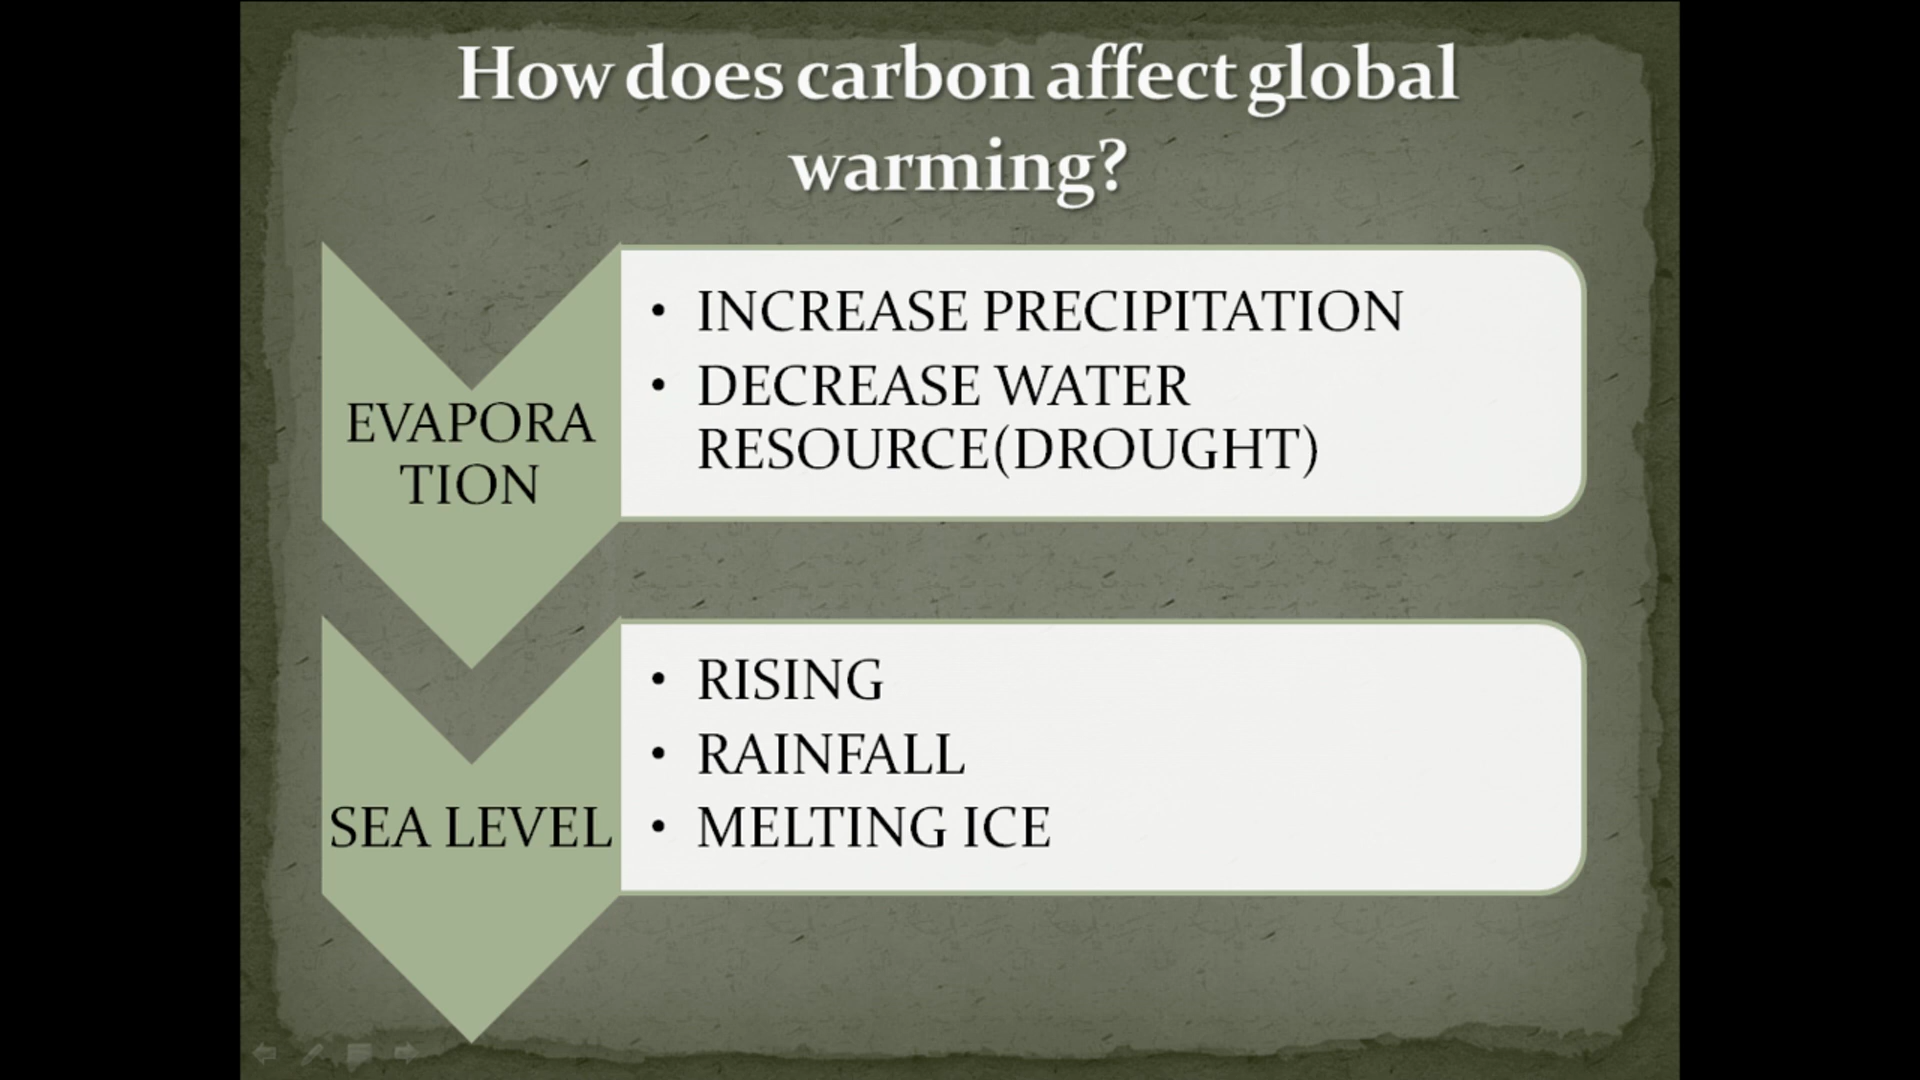 How does carbon affect global
warming?
EVAPORA
TION
• INCREASE PRECIPITATION
• DECREASE WATER
RESOURCE(DROUGHT)
SEA LEVEL
• RISING
• RAINFALL
• MELTING ICE